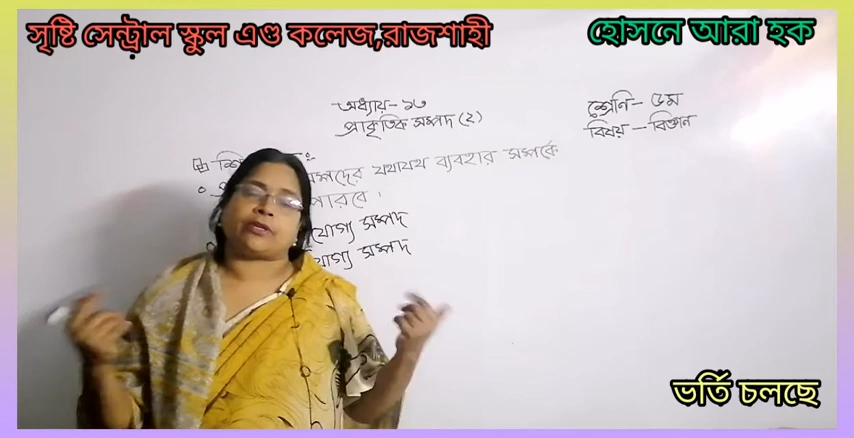 সৃষ্টি সেন্ট্রাল স্কুল এণ্ড কলেজ,রাজশাহী
হোসনে আরা হক
অধ্যায়-১৩
প্রাকৃতিক সম্পদ (২)
শ্রেণি- ৫ম
বিষয় - বিজ্ঞান
সম্পদের যথাযথ ব্যবহার সম্পর্কে
পারবে।
যোগ্য সম্পদ
যোগ্য সম্পদ
ভর্তি চলছে